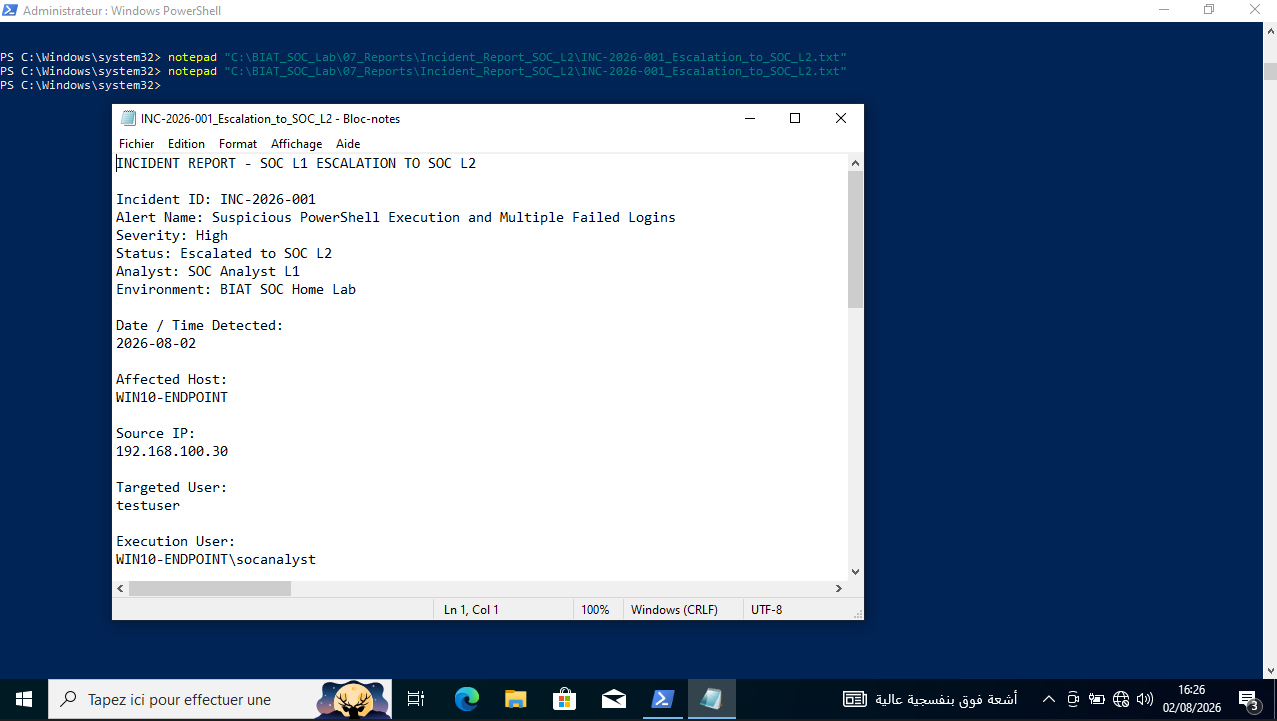 Administrateur : Windows PowerShell
PS C:\Windows\system32> notepad "C:\BIAT_SOC_Lab\07_Reports\Incident_Report_SOC_L2\INC-2026-001_Escalation_to_SOC_L2.txt"
PS C:\Windows\system32> notepad "C:\BIAT_SOC_Lab\07_Reports\Incident_Report_SOC_L2\INC-2026-001_Escalation_to_SOC_L2.txt"
PS C:\Windows\system32>
INC-2026-001_Escalation_to_SOC_L2 - Bloc-notes
Fichier Edition Format Affichage Aide
INCIDENT REPORT - SOC L1 ESCALATION TO SOC L2
Incident ID: INC-2026-001
Alert Name: Suspicious PowerShell Execution and Multiple Failed Logins
Severity: High
Status: Escalated to SOC L2
Analyst: SOC Analyst L1
Environment: BIAT SOC Home Lab
Date / Time Detected:
2026-08-02
Affected Host:
WIN10-ENDPOINT
Source IP:
192.168.100.30
Targeted User:
testuser
Execution User:
WIN10-ENDPOINT\socanalyst
Ln 1, Col 1 100% Windows (CRLF) UTF-8
Tapez ici pour effectuer une
أشعة فوق بنفسجية عالية
16:26
02/08/2026
3